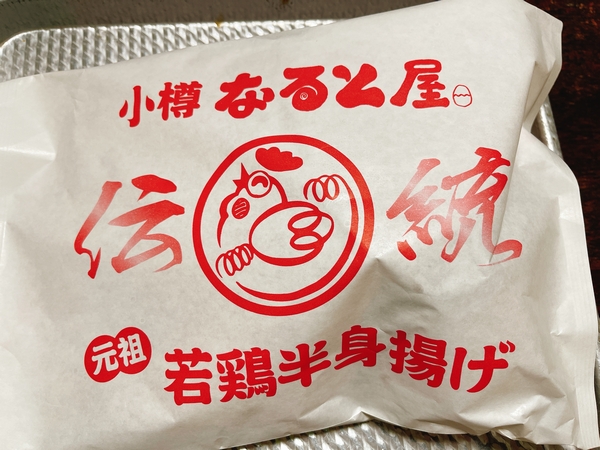 小樽 なると屋
伝統
元祖 若鶏半身揚げ